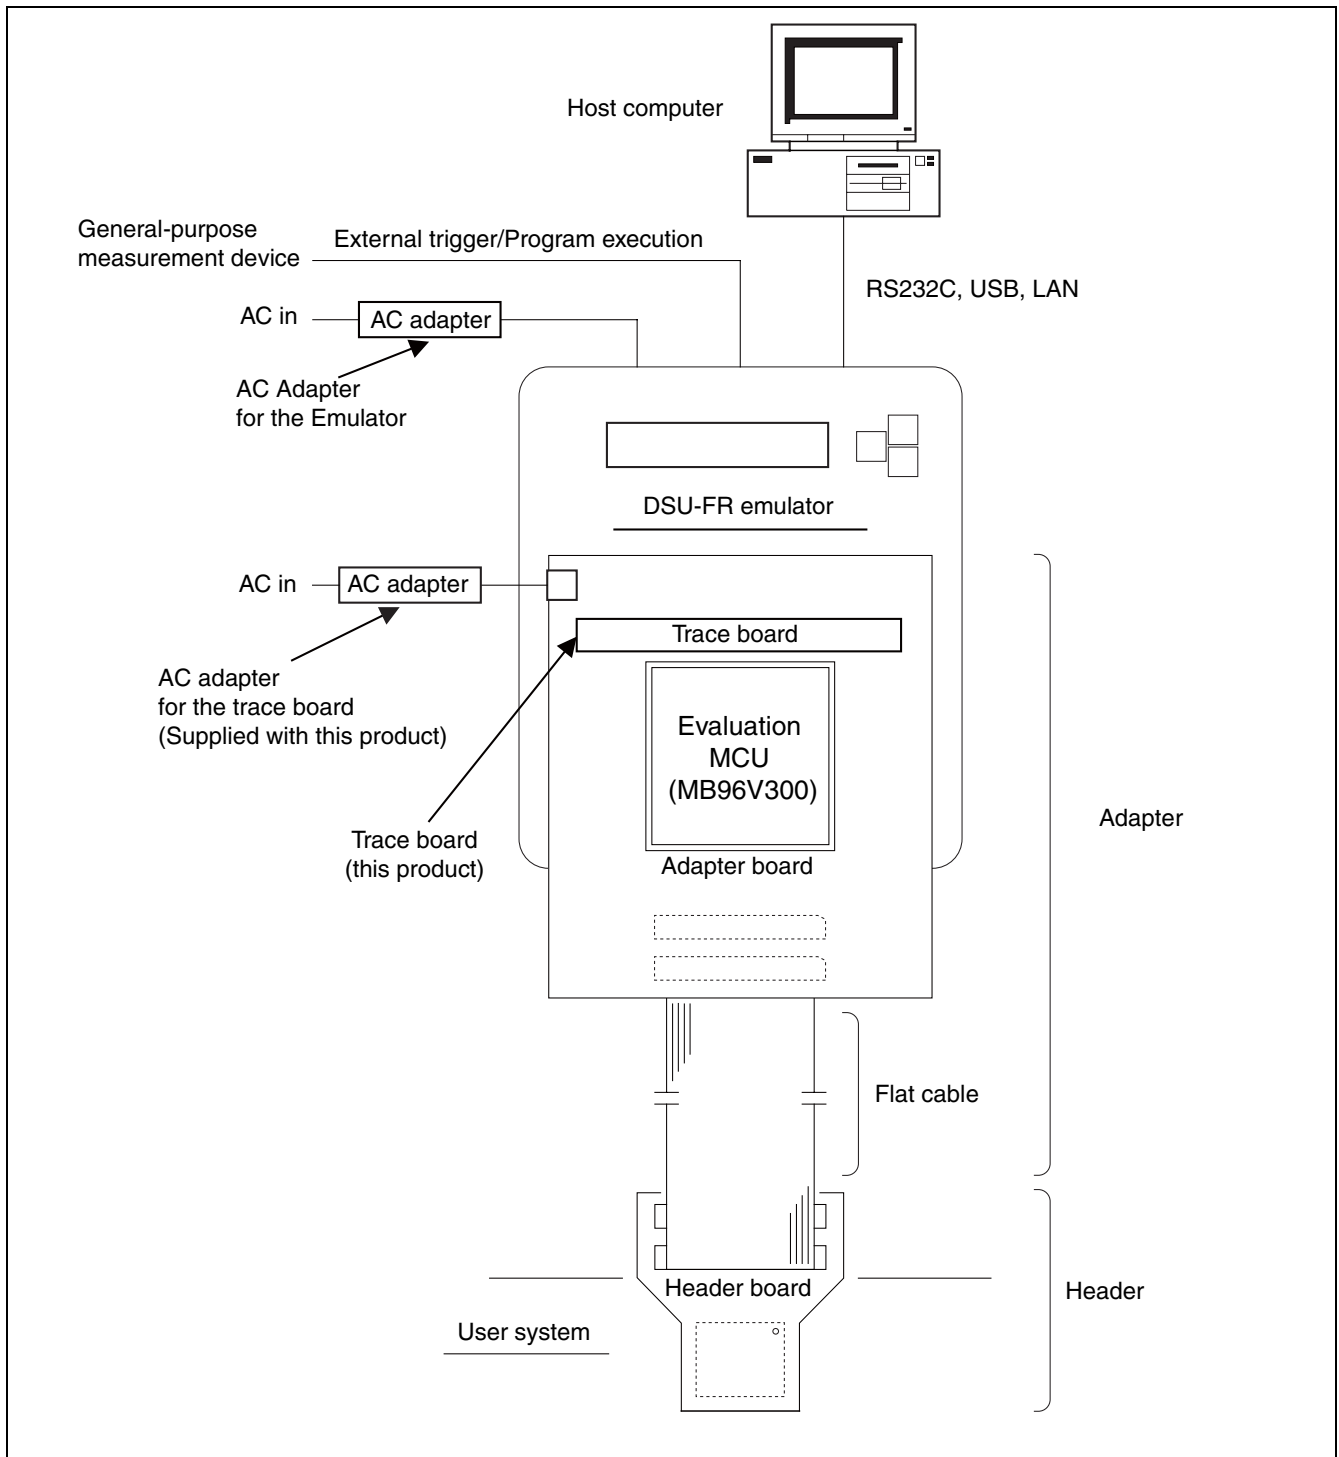 Host computer
General-purpose
measurement device
External trigger/Program execution
RS232C, USB, LAN
AC in
AC adapter
AC Adapter
for the Emulator
DSU-FR emulator
AC in
AC adapter
Trace board
AC adapter
for the trace board
(Supplied with this product)
Evaluation
MCU
(MB96V300)
Adapter
Trace board
(this product)
Adapter board
Flat cable
Header board
Header
User system